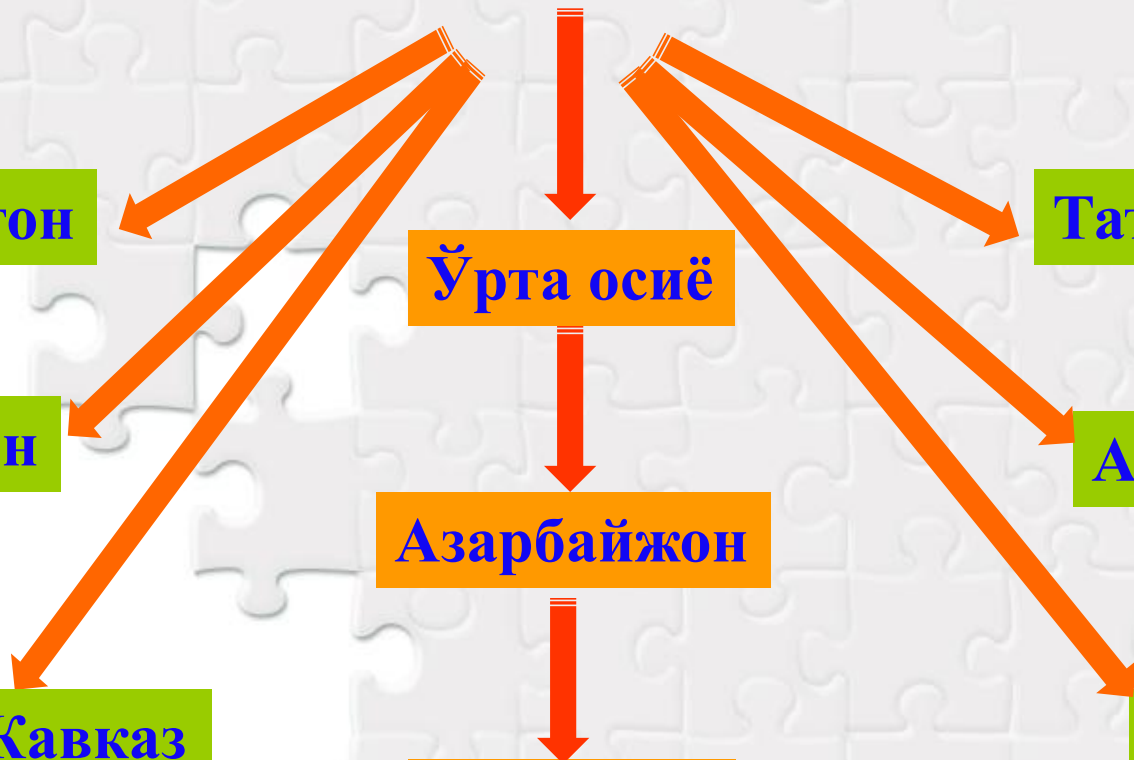 тон
Тат
Ўрта осиё
н
А
Азарбайжон
Кавказ